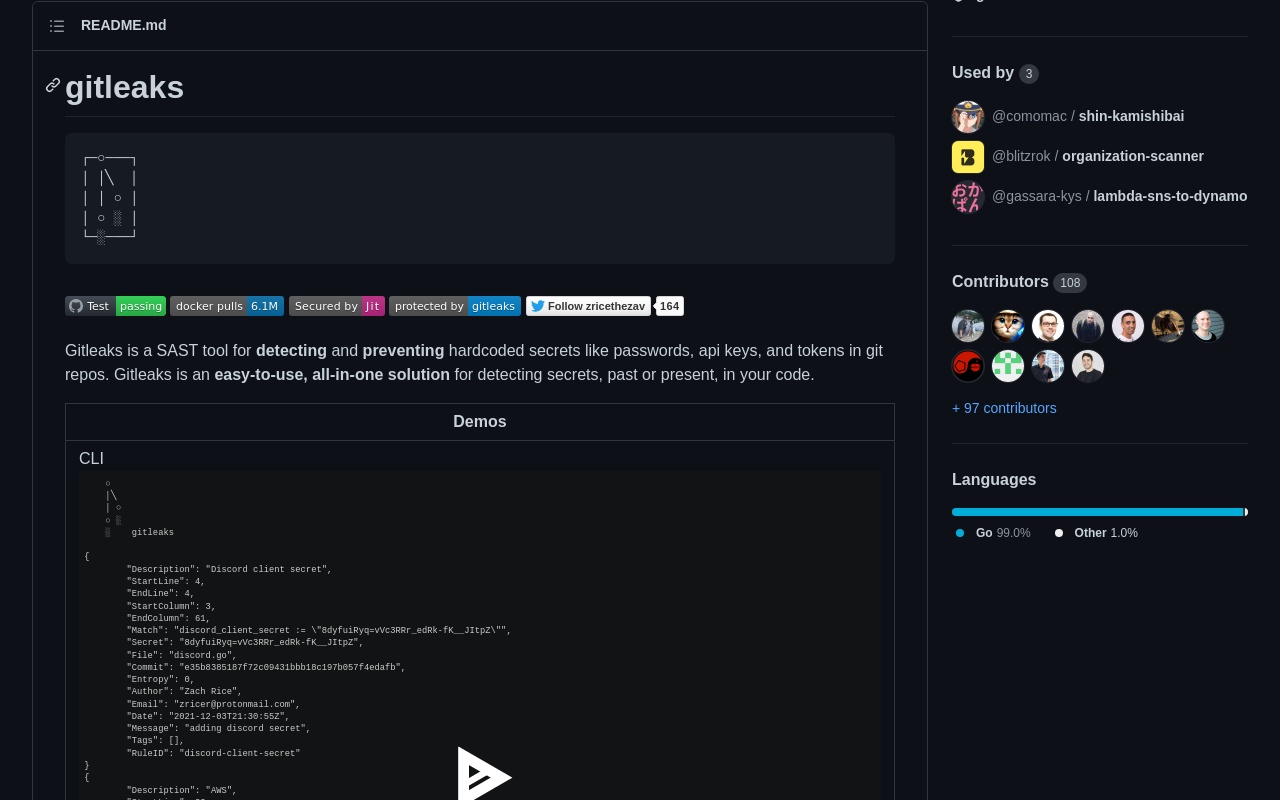 README.md
gitleaks
┌─○───┐
│ │╲  │
│ │ ○ │
│ ○ ░ │
└─░───┘
Test passing docker pulls 6.1M Secured by Jit protected by gitleaks Follow zricethezav 164
Gitleaks is a SAST tool for detecting and preventing hardcoded secrets like passwords, api keys, and tokens in git
repos. Gitleaks is an easy-to-use, all-in-one solution for detecting secrets, past or present, in your code.
Demos
CLI
○
│╲
│ ○
○ ░
░    gitleaks
{
"Description": "Discord client secret",
"StartLine": 4,
"EndLine": 4,
"StartColumn": 3,
"EndColumn": 61,
"Match": "discord_client_secret := \"8dyfuiRyq=vVc3RRr_edRk-fK__JItpZ\"",
"Secret": "8dyfuiRyq=vVc3RRr_edRk-fK__JItpZ",
"File": "discord.go",
"Commit": "e35b8385187f72c09431bbb18c197b057f4edafb",
"Entropy": 0,
"Author": "Zach Rice",
"Email": "zricer@protonmail.com",
"Date": "2021-12-03T21:30:55Z",
"Message": "adding discord secret",
"Tags": [],
"RuleID": "discord-client-secret"
}
{
"Description": "AWS",
Used by 3
@comomac / shin-kamishibai
@blitzrok / organization-scanner
おか
ぱん
@gassara-kys / lambda-sns-to-dynamo
Contributors 108
+ 97 contributors
Languages
Go 99.0% Other 1.0%